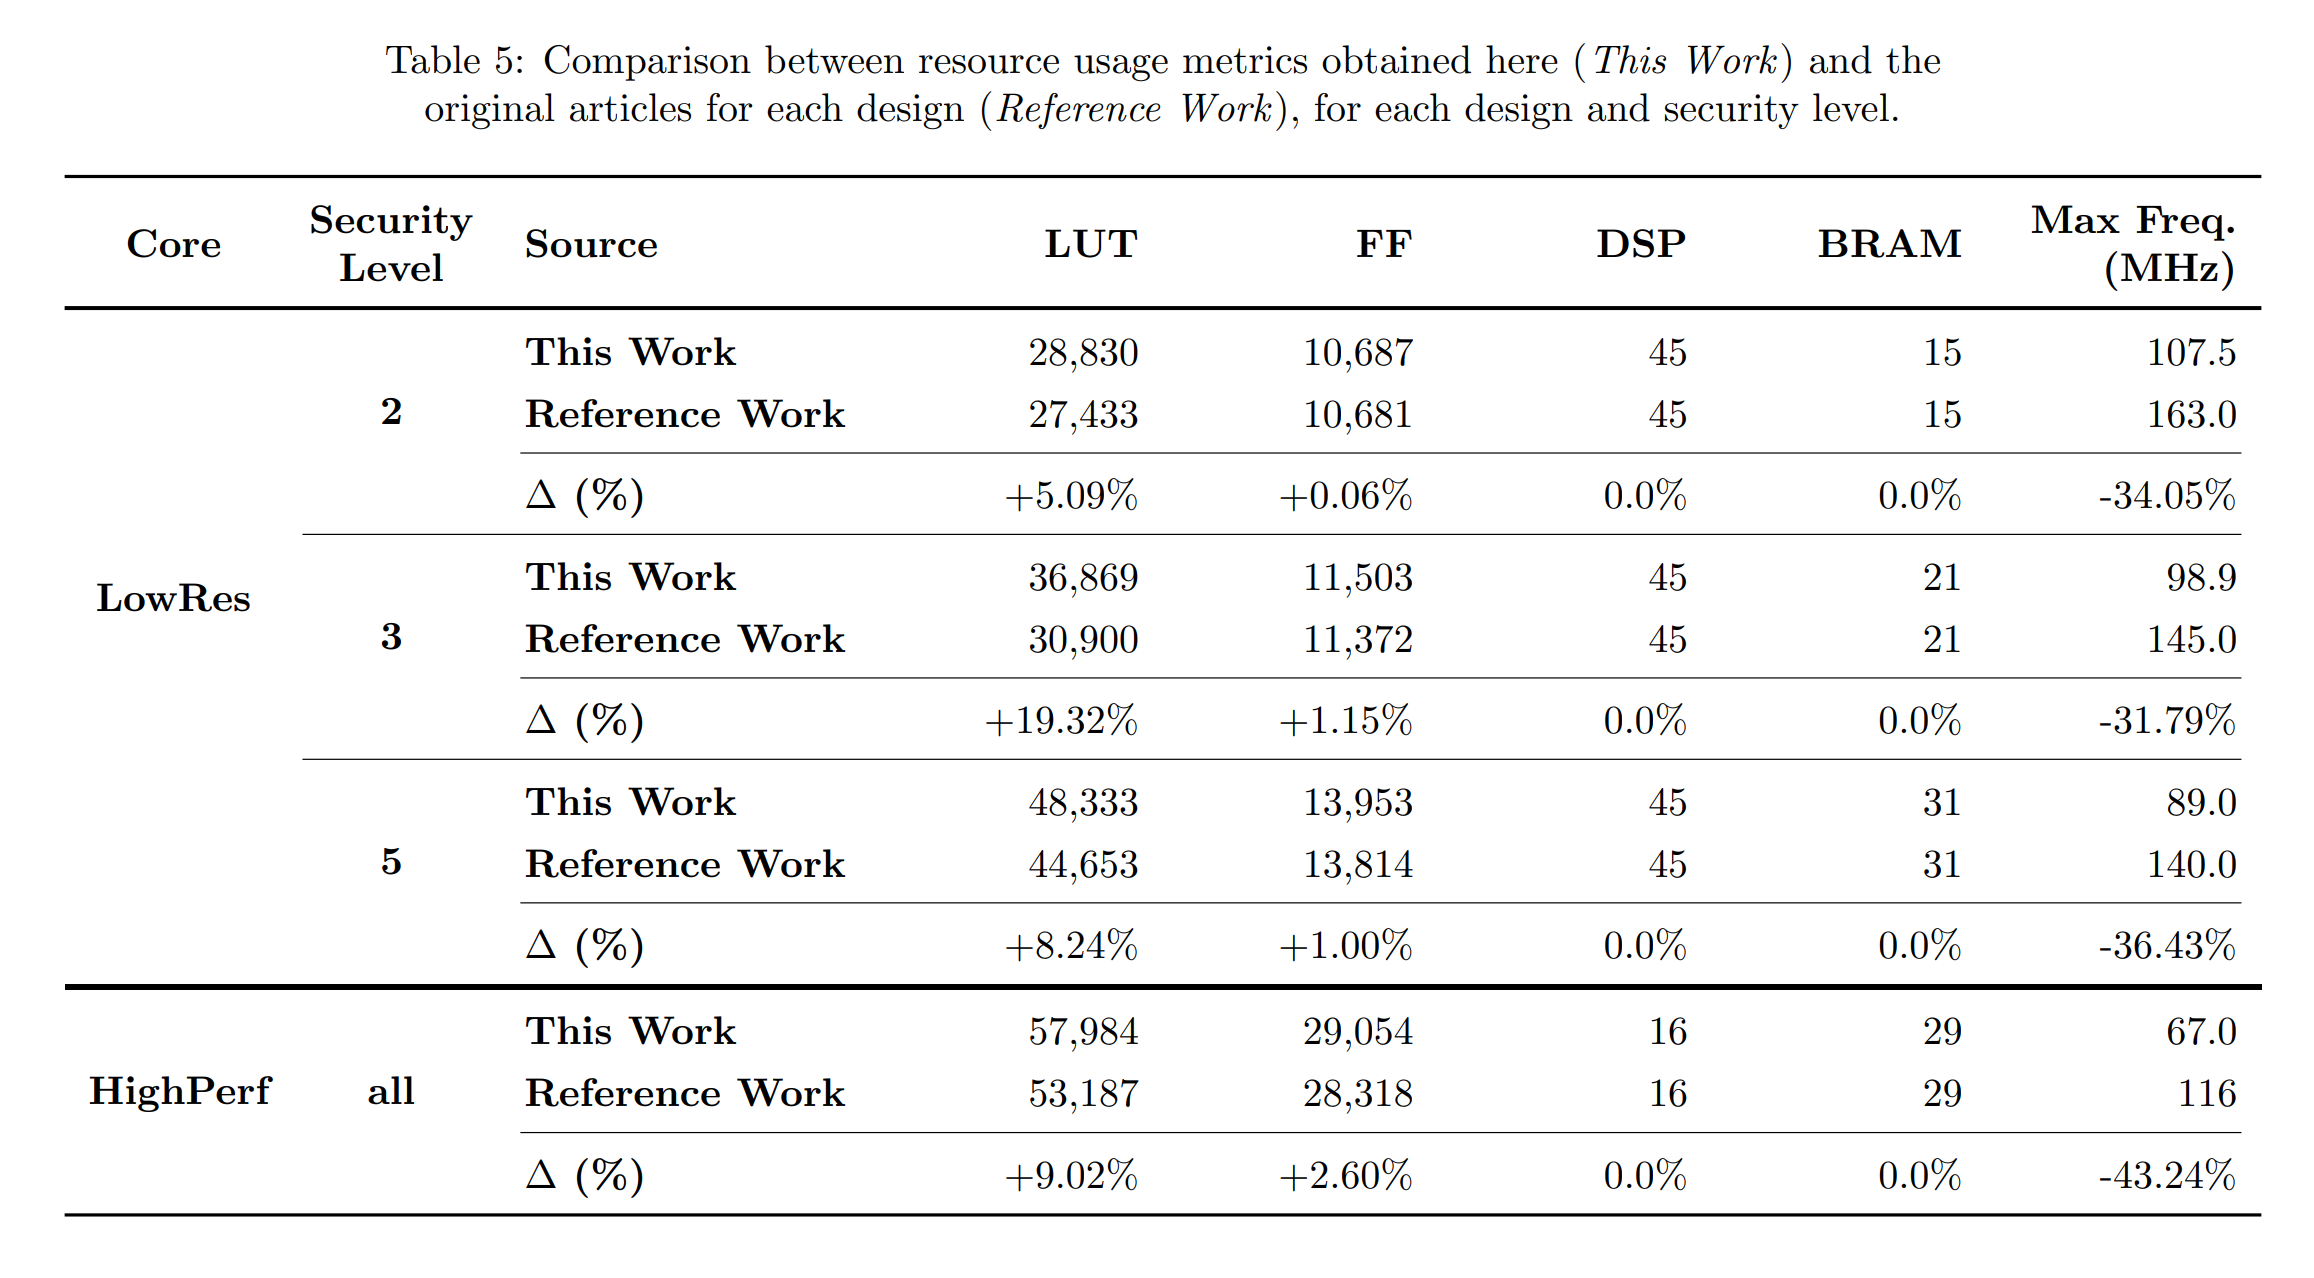 Table 5: Comparison between resource usage metrics obtained here (This Work) and the
original articles for each design (Reference Work), for each design and security level.
Core Security Level Source LUT FF DSP BRAM Max Freq. (MHz)
LowRes
2
This Work 28,830 10,687 45 15 107.5
Reference Work 27,433 10,681 45 15 163.0
Δ (%) +5.09% +0.06% 0.0% 0.0% -34.05%
3
This Work 36,869 11,503 45 21 98.9
Reference Work 30,900 11,372 45 21 145.0
Δ (%) +19.32% +1.15% 0.0% 0.0% -31.79%
5
This Work 48,333 13,953 45 31 89.0
Reference Work 44,653 13,814 45 31 140.0
Δ (%) +8.24% +1.00% 0.0% 0.0% -36.43%
HighPerf
all
This Work 57,984 29,054 16 29 67.0
Reference Work 53,187 28,318 16 29 116
Δ (%) +9.02% +2.60% 0.0% 0.0% -43.24%